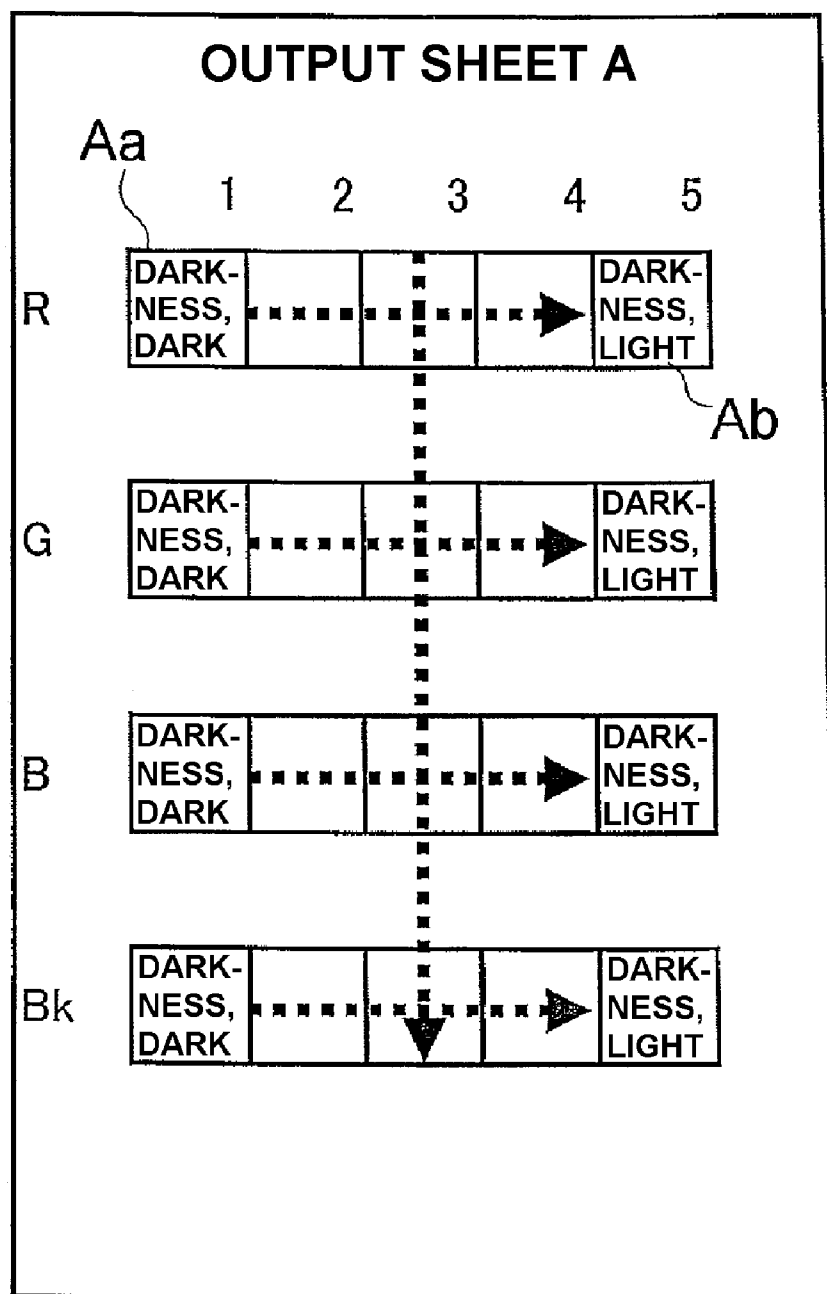 OUTPUT SHEET A
Aa
1 2 3 4 5
R
DARK-
NESS,
DARK
DARK-
NESS,
LIGHT
Ab
G
DARK-
NESS,
DARK
DARK-
NESS,
LIGHT
B
DARK-
NESS,
DARK
DARK-
NESS,
LIGHT
Bk
DARK-
NESS,
DARK
DARK-
NESS,
LIGHT